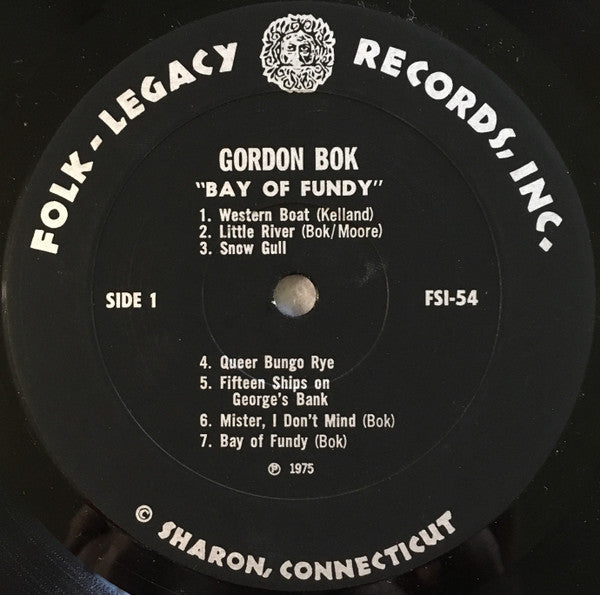 FOLK-LEGACY RECORDS, INC.
GORDON BOK
"BAY OF FUNDY"
1. Western Boat (Kelland)
2. Little River (Bok/Moore)
3. Snow Gull
SIDE 1
FSI-54
4. Queer Bungo Rye
5. Fifteen Ships on
George's Bank
6. Mister, I Don't Mind (Bok)
7. Bay of Fundy (Bok)
℗ 1975
© SHARON, CONNECTICUT